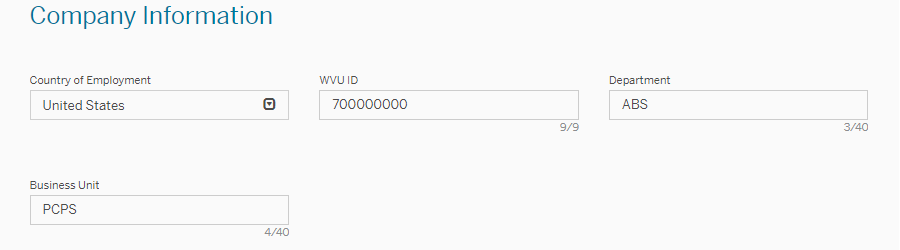 Company Information
Country of Employment WVU ID Department
United States 700000000 ABS
9/9 3/40
Business Unit
PCPS
4/40